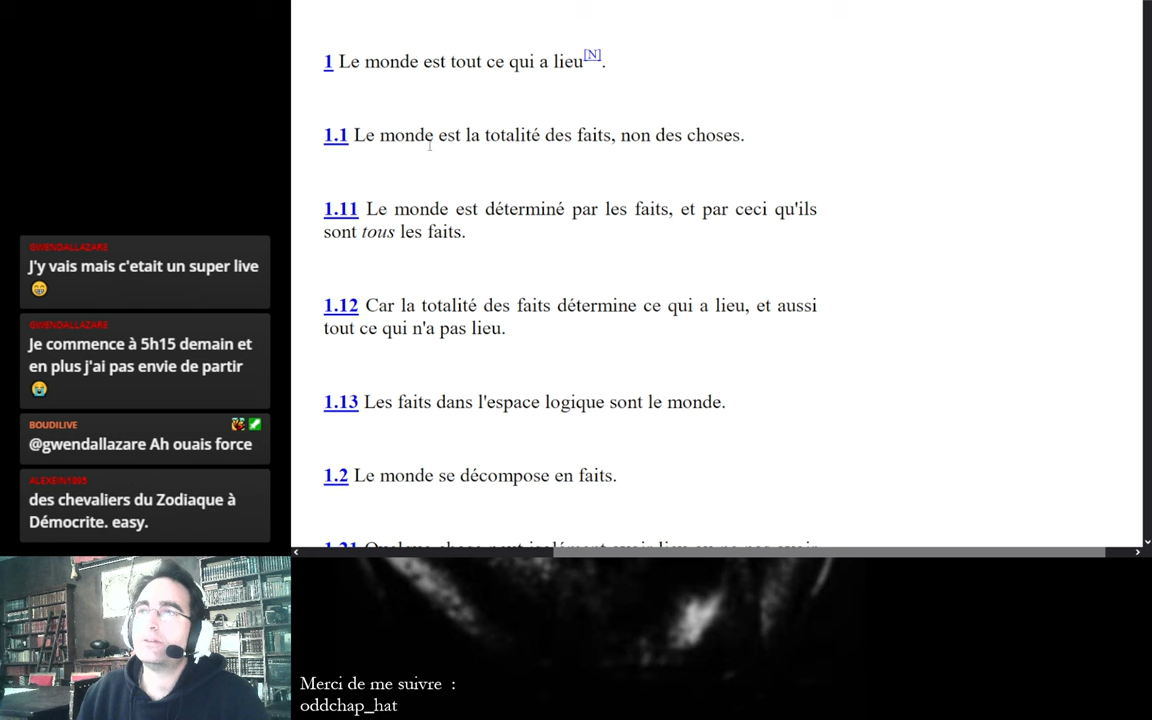 GWENDALLAZARE
J'y vais mais c'etait un super live
😁
GWENDALLAZARE
Je commence à 5h15 demain et
en plus j'ai pas envie de partir
😭
BOUDILIVE
@gwendallazare Ah ouais force
ALEXEIN1895
des chevaliers du Zodiaque à
Démocrite. easy.
1 Le monde est tout ce qui a lieu[N].
1.1 Le monde est la totalité des faits, non des choses.
1.11 Le monde est déterminé par les faits, et par ceci qu'ils
sont tous les faits.
1.12 Car la totalité des faits détermine ce qui a lieu, et aussi
tout ce qui n'a pas lieu.
1.13 Les faits dans l'espace logique sont le monde.
1.2 Le monde se décompose en faits.
Merci de me suivre :
oddchap_hat